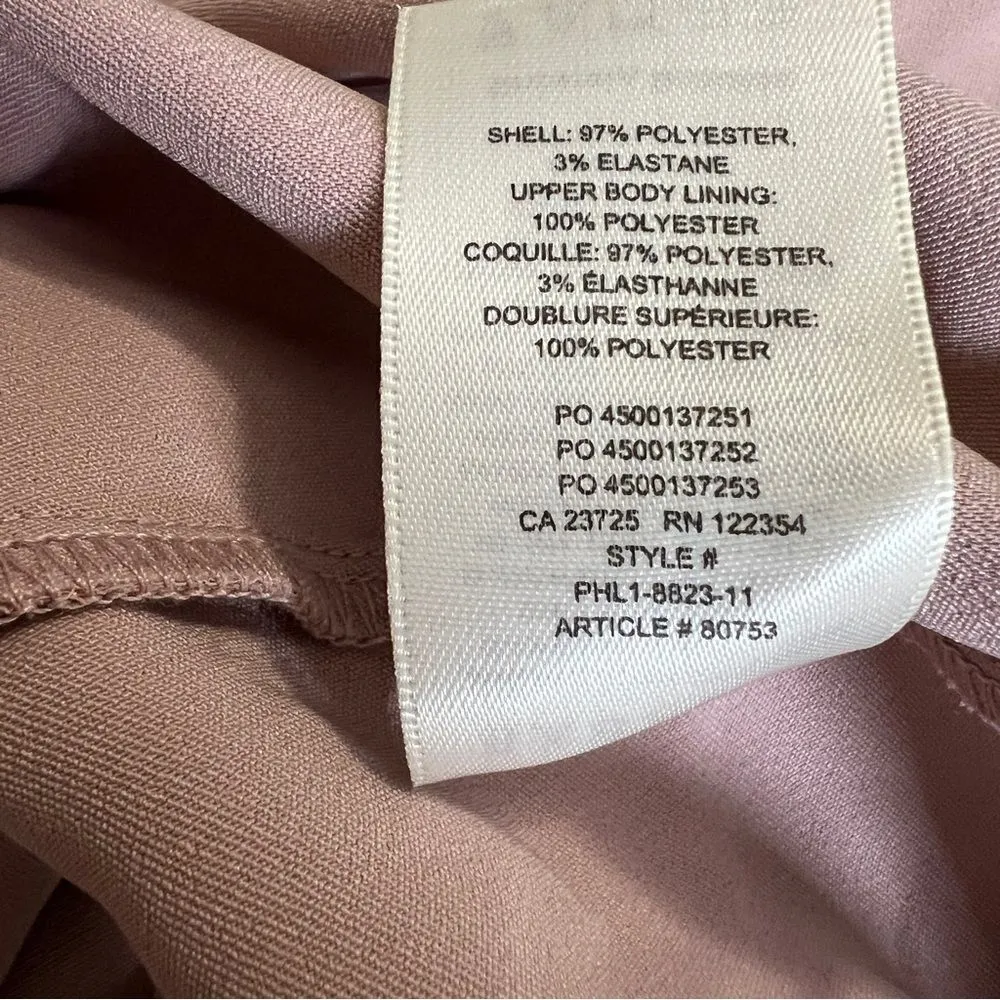 SHELL: 97% POLYESTER,
3% ELASTANE
UPPER BODY LINING:
100% POLYESTER
COQUILLE: 97% POLYESTER,
3% ÉLASTHANNE
DOUBLURE SUPÉRIEURE:
100% POLYESTER
PO 4500137251
PO 4500137252
PO 4500137253
CA 23725 RN 122354
STYLE #
PHL1-8823-11
ARTICLE # 80753